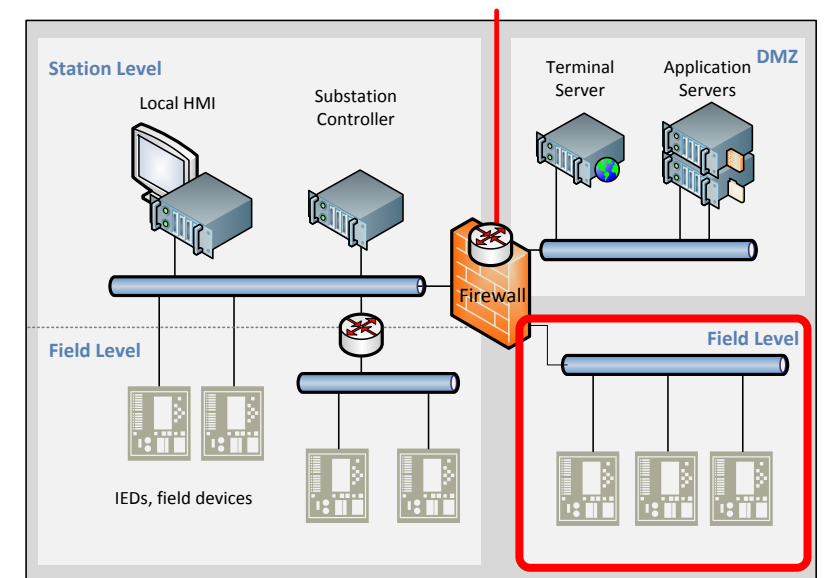 Station Level
Local HMI
Substation
Controller
DMZ
Terminal
Server
Application
Servers
Firewall
Field Level
IEDs, field devices
Field Level